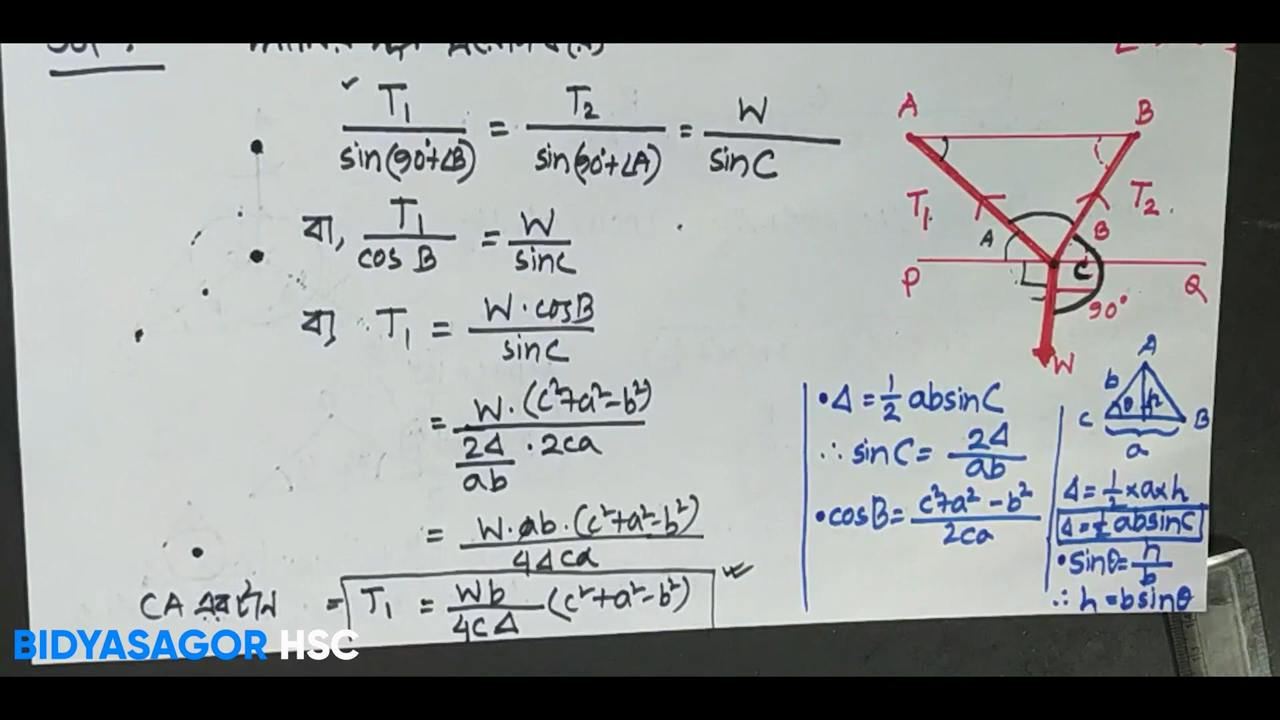 T₁/sin(90°+∠B) = T₂/sin(90°+∠A) = W/sinC
বা, T₁/cos B = W/sinC
বা, T₁ = W·cosB/sinC
= W·(c²+a²-b²)/(2Δ/ab · 2ca)
= W·ab·(c²+a²-b²)/4Δca
CA এর টান = T₁ = Wb/4cΔ (c²+a²-b²)
A B
T₁ T₂
A B
P C Q
90°
W
•Δ = ½ absinC
∴ sinC = 2Δ/ab
•cosB = c²+a²-b²/2ca
A
b h
C θ B
a
Δ = ½×a×h
Δ = ½ absinC
•sinθ = h/b
∴ h = bsinθ
BIDYASAGOR HSC